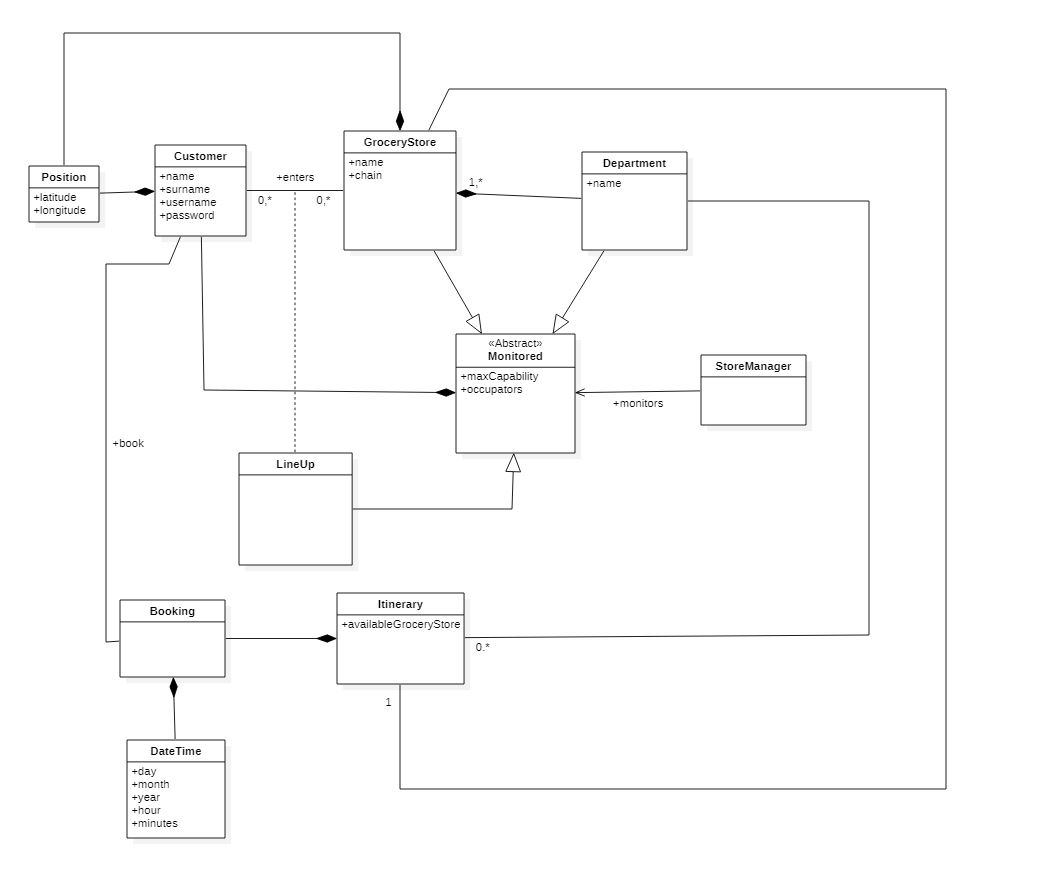 GroceryStore
+name
+chain
Customer
+name
+surname
+username
+password
Position
+latitude
+longitude
+enters
0,*
0,*
1,*
Department
+name
«Abstract»
Monitored
+maxCapability
+occupators
StoreManager
+monitors
+book
LineUp
Booking
Itinerary
+availableGroceryStore
0.*
1
DateTime
+day
+month
+year
+hour
+minutes